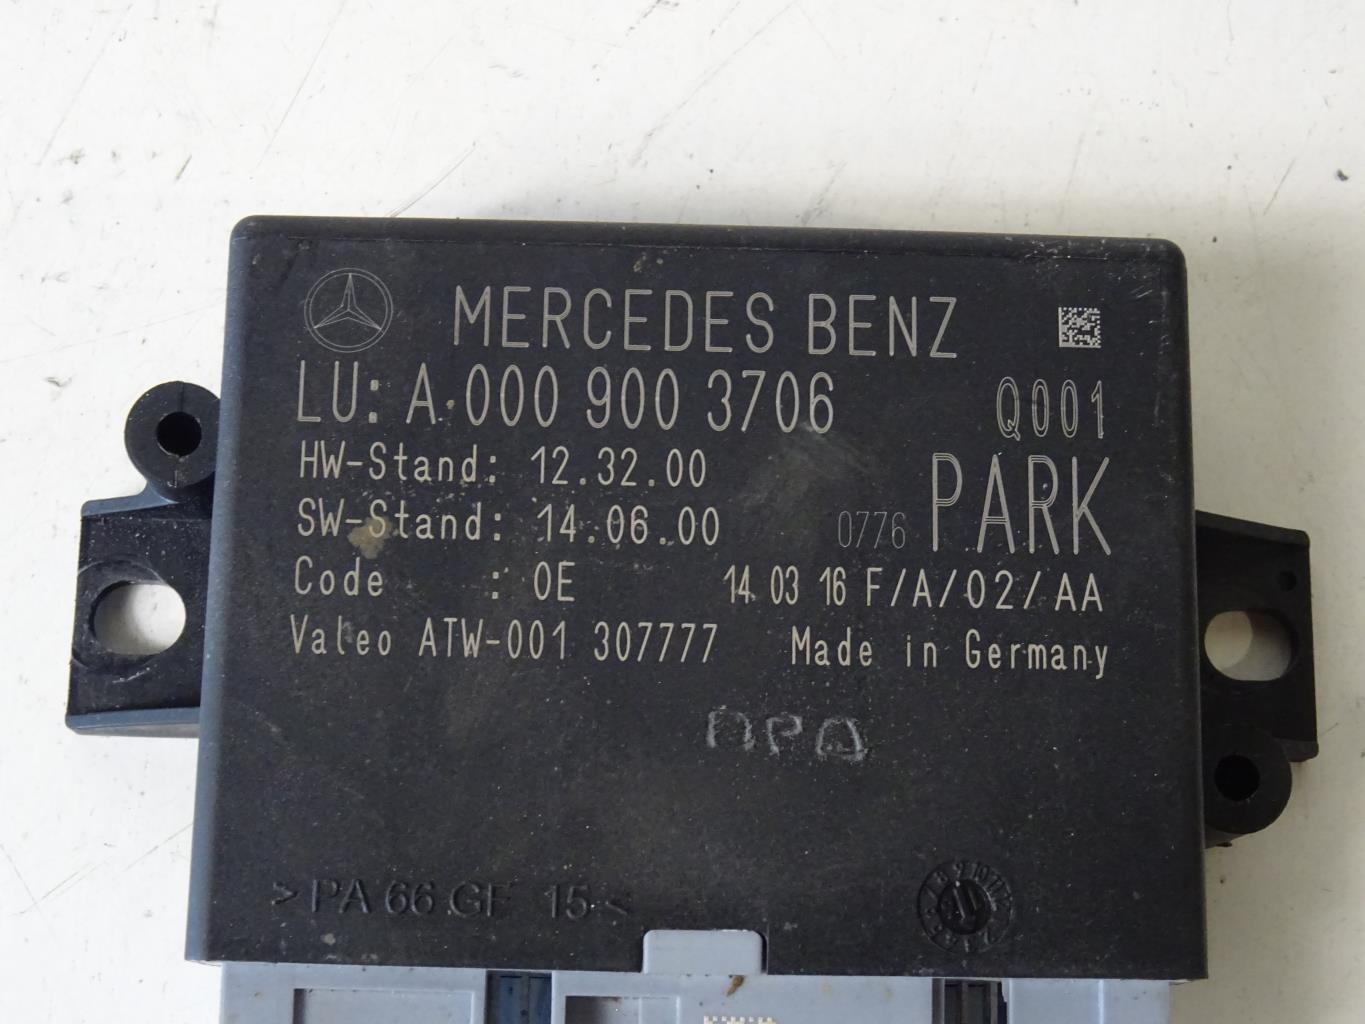 MERCEDES BENZ
LU: A 000 900 3706 Q001
HW-Stand: 12.32.00
SW-Stand: 14.06.00 0776 PARK
Code : 0E 14 03 16 F/A/02/AA
Valeo ATW-001 307777 Made in Germany
>PA 66 GF 15<